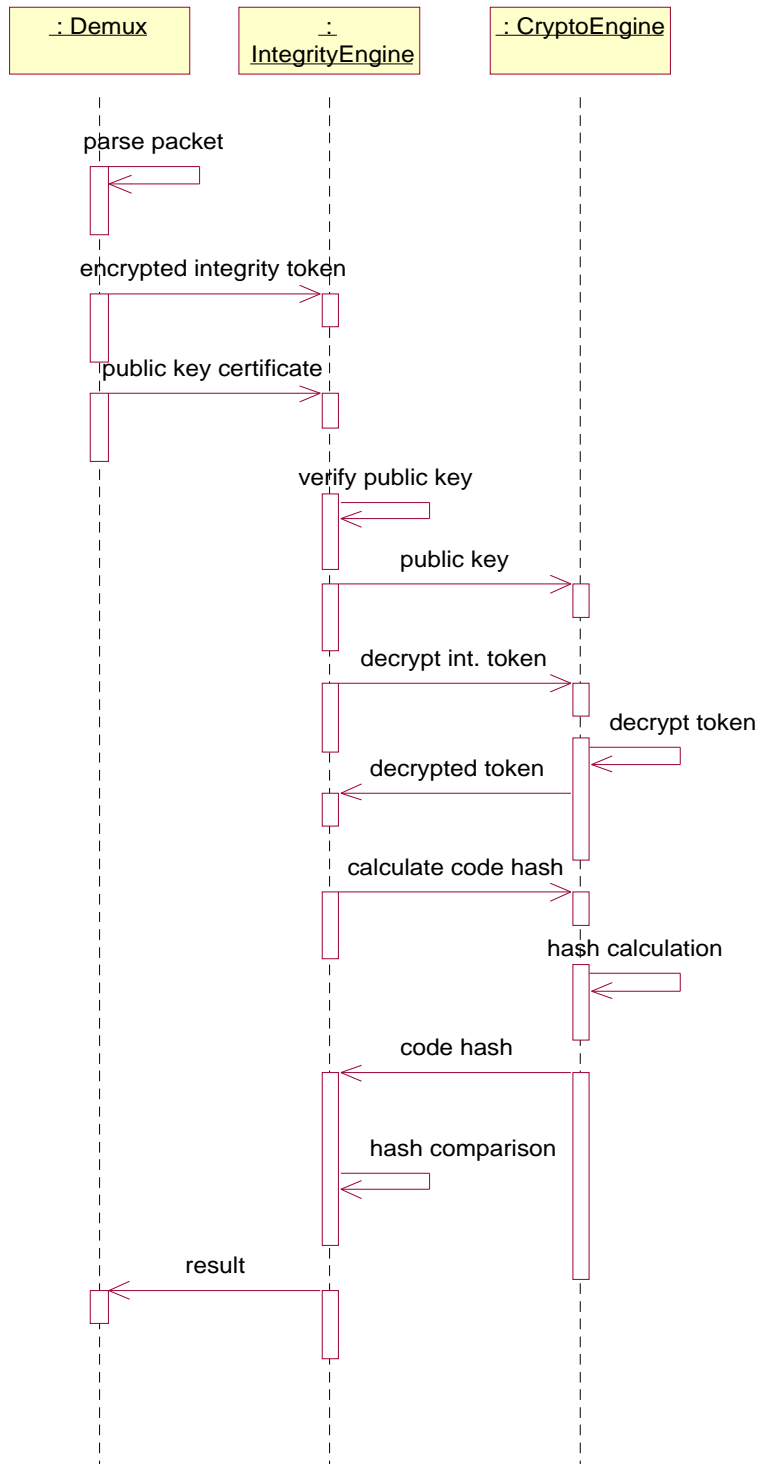 : Demux
:
IntegrityEngine
: CryptoEngine
parse packet
encrypted integrity token
public key certificate
verify public key
public key
decrypt int. token
decrypt token
decrypted token
calculate code hash
hash calculation
code hash
hash comparison
result